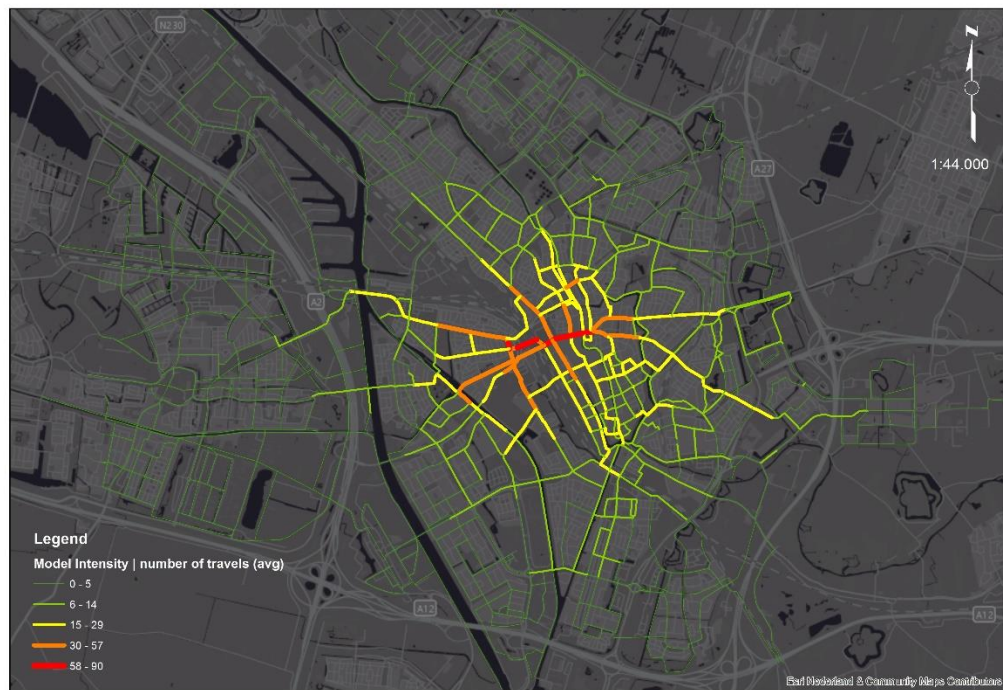 N230
N
A27
1:44.000
A2
Legend
Model Intensity | number of travels (avg)
0 - 5
6 - 14
15 - 29
30 - 57
58 - 90
A12
A12
Esri Nederland & Community Maps Contributors